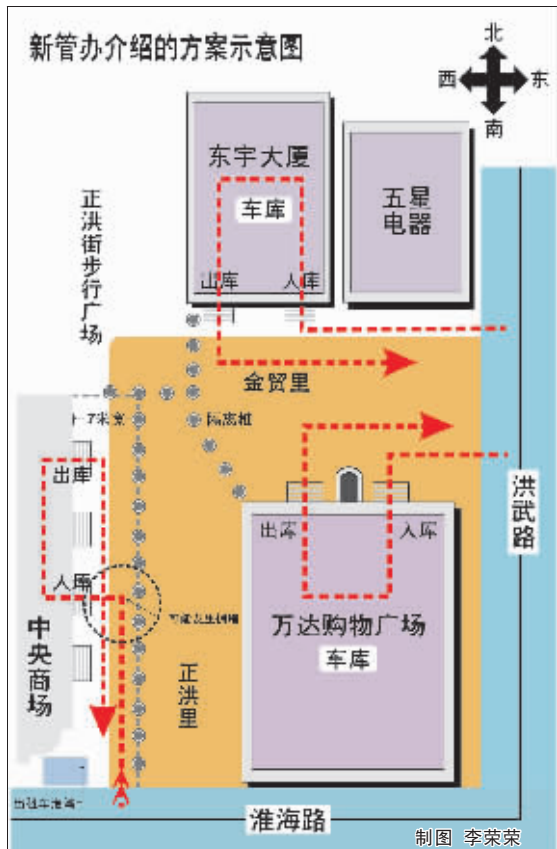 新管办介绍的方案示意图
北
西 东
南
东宇大厦
车库
出库 入库
五星
电器
正洪街步行广场
金贸里
7米宽
隔离桩
出库
入库
出库 入库
洪武路
万达购物广场
车库
中央商场
正洪里
淮海路
制图 李荣荣